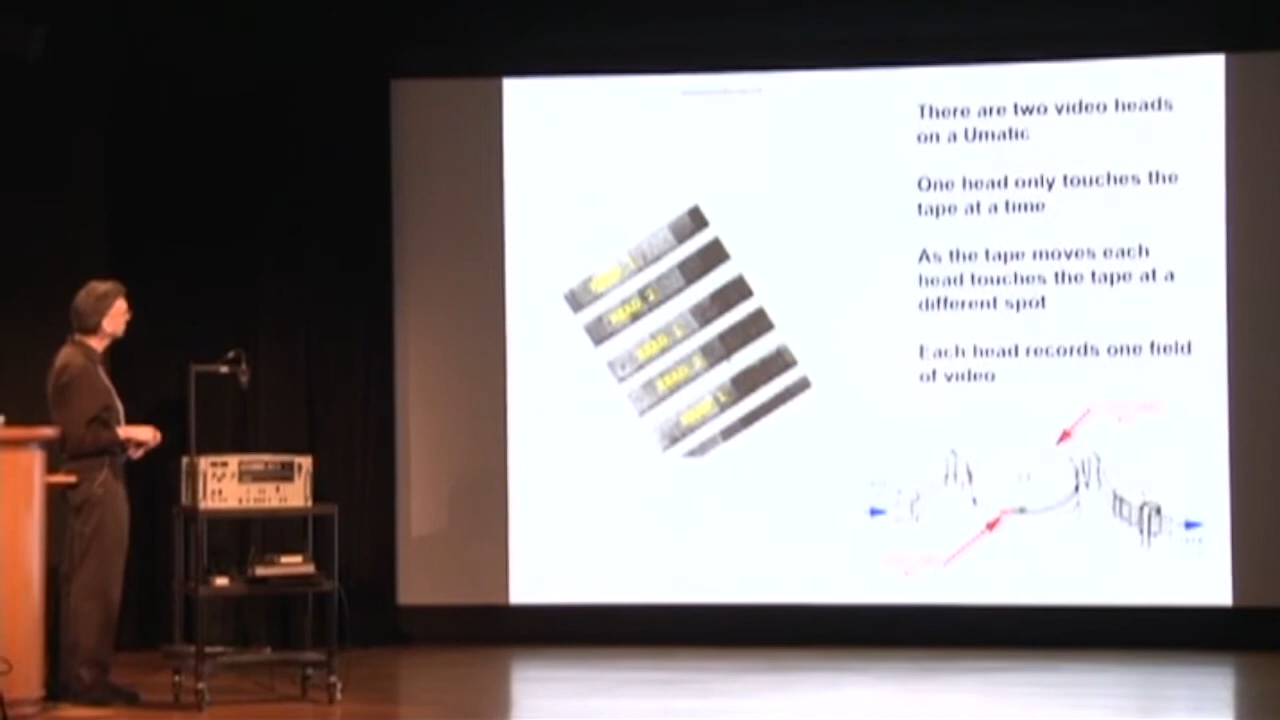 There are two video heads
on a Umatic
One head only touches the
tape at a time
As the tape moves each
head touches the tape at a
different spot
Each head records one field
of video
HEAD 1
HEAD 2
HEAD 1
HEAD 2
HEAD 1